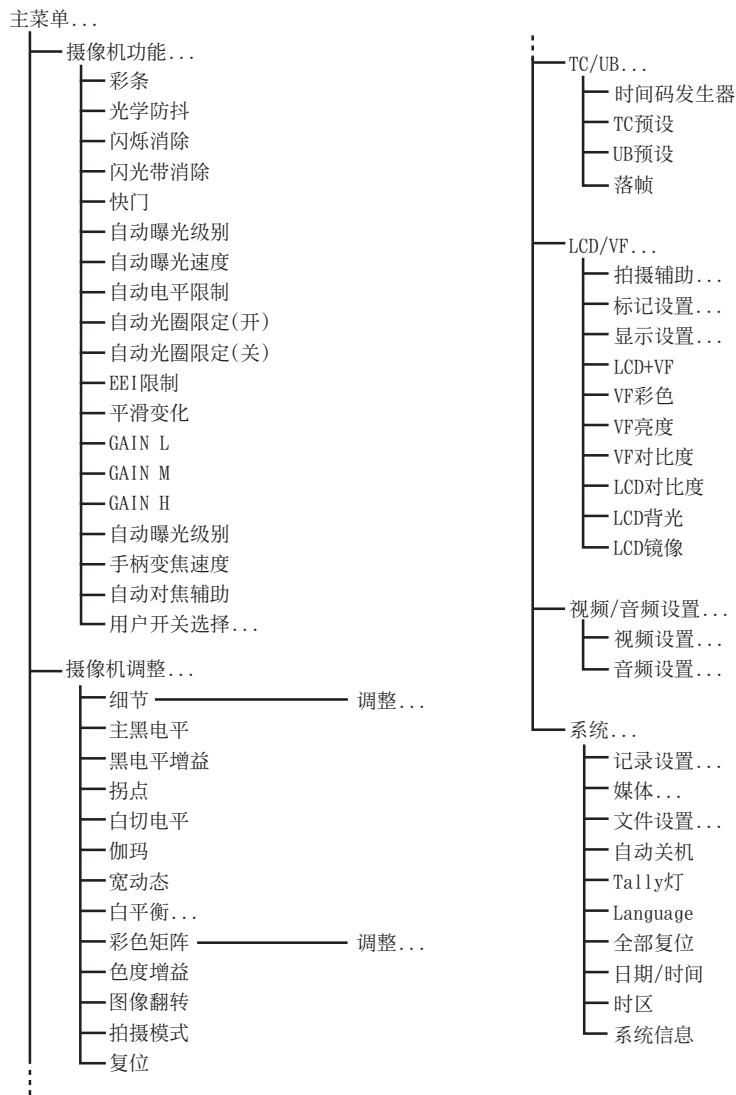 主菜单...
摄像机功能...
彩条
光学防抖
闪烁消除
闪光带消除
快门
自动曝光级别
自动曝光速度
自动电平限制
自动光圈限定(开)
自动光圈限定(关)
EEI限制
平滑变化
GAIN L
GAIN M
GAIN H
自动曝光级别
手柄变焦速度
自动对焦辅助
用户开关选择...
摄像机调整...
细节 调整...
主黑电平
黑电平增益
拐点
白切电平
伽玛
宽动态
白平衡...
彩色矩阵 调整...
色度增益
图像翻转
拍摄模式
复位
TC/UB...
时间码发生器
TC预设
UB预设
落帧
LCD/VF...
拍摄辅助...
标记设置...
显示设置...
LCD+VF
VF彩色
VF亮度
VF对比度
LCD对比度
LCD背光
LCD镜像
视频/音频设置...
视频设置...
音频设置...
系统...
记录设置...
媒体...
文件设置...
自动关机
Tally灯
Language
全部复位
日期/时间
时区
系统信息